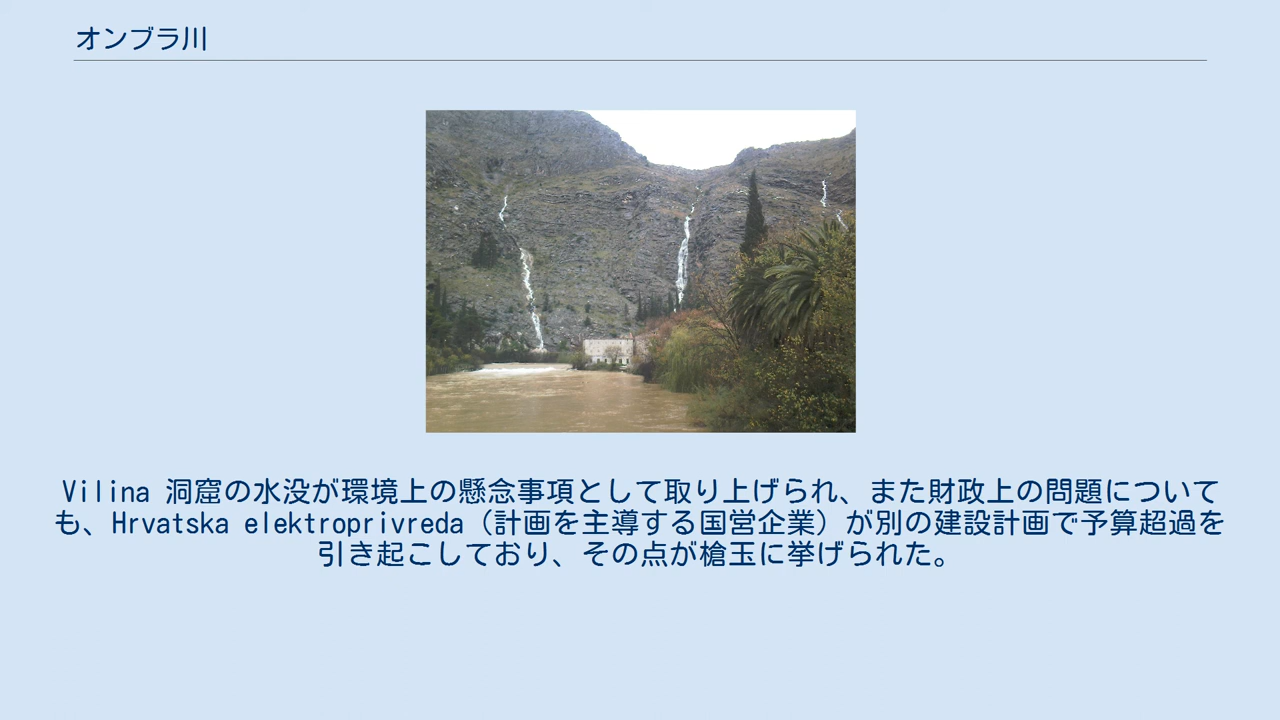 オンブラ川
Vilina 洞窟の水没が環境上の懸念事項として取り上げられ、また財政上の問題について
も、Hrvatska elektroprivreda（計画を主導する国営企業）が別の建設計画で予算超過を
引き起こしており、その点が槍玉に挙げられた。